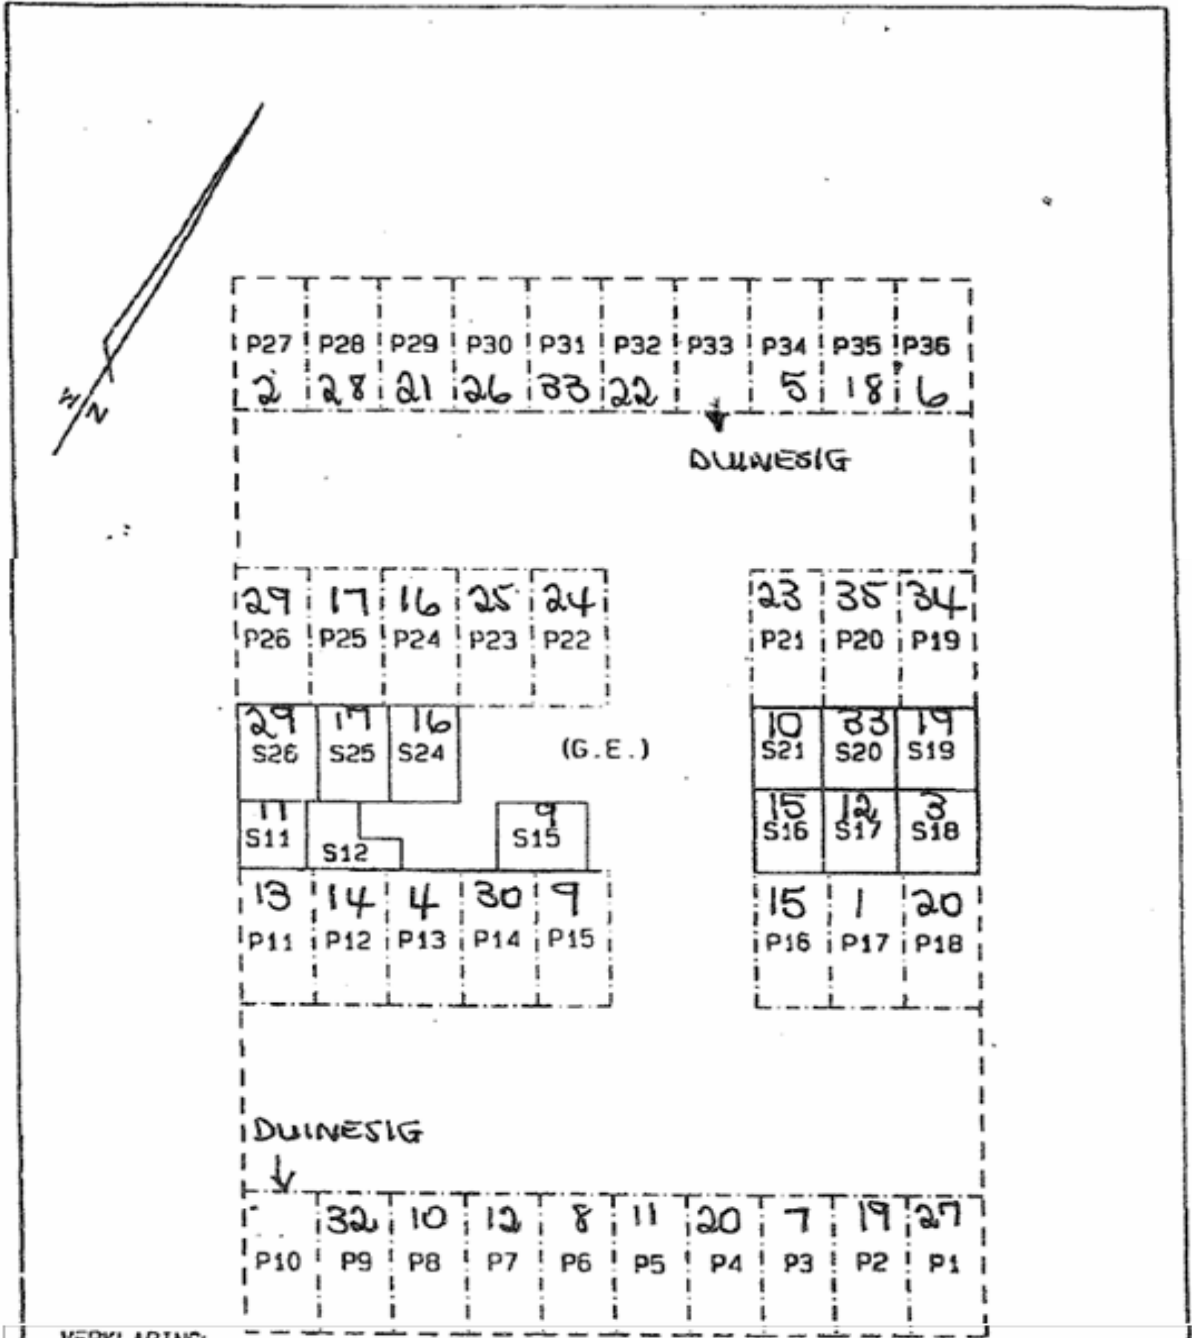 P27 P28 P29 P30 P31 P32 P33 P34 P35 P36
2 28 21 26 33 22 5 18 6
N
DUINESIG
29 17 16 25 24 23 35 34
P26 P25 P24 P23 P22 P21 P20 P19
29 17 16 10 33 19
S26 S25 S24 (G.E.) S21 S20 S19
11 9 15 12 3
S11 S12 S15 S16 S17 S18
13 14 4 30 9 15 1 20
P11 P12 P13 P14 P15 P16 P17 P18
DUINESIG
32 10 12 8 11 20 7 19 27
P10 P9 P8 P7 P6 P5 P4 P3 P2 P1